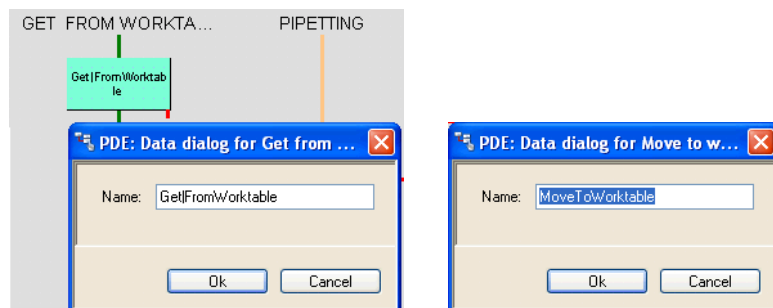 GET FROM WORKTA... PIPETTING
Get|FromWorktab
le
PDE: Data dialog for Get from ...
Name: Get|FromWorktable
Ok Cancel
PDE: Data dialog for Move to w...
Name: MoveToWorktable
Ok Cancel